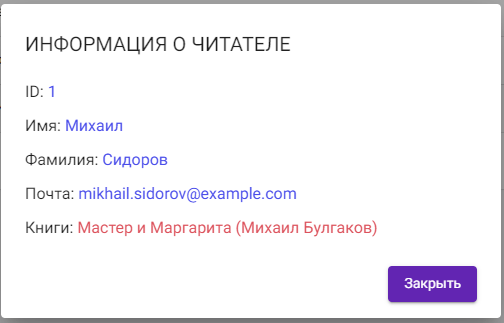 ИНФОРМАЦИЯ О ЧИТАТЕЛЕ
ID: 1
Имя: Михаил
Фамилия: Сидоров
Почта: mikhail.sidorov@example.com
Книги: Мастер и Маргарита (Михаил Булгаков)
Закрыть